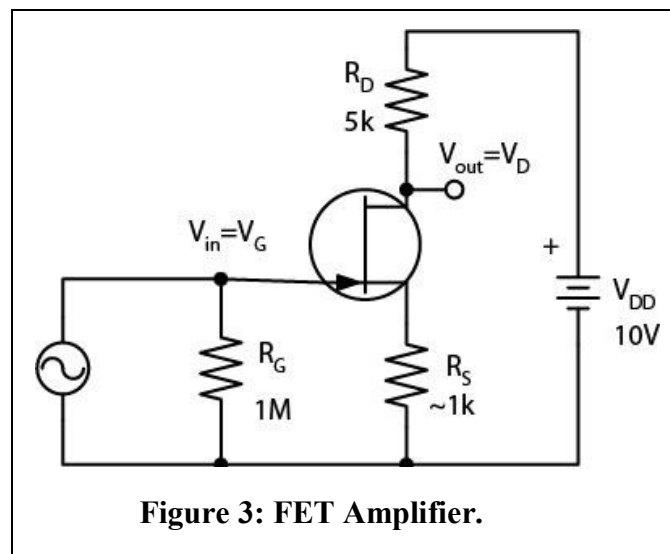 R_D
5k
V_out=V_D
V_in=V_G
+
V_DD
10V
R_G
1M
R_S
~1k
Figure 3: FET Amplifier.